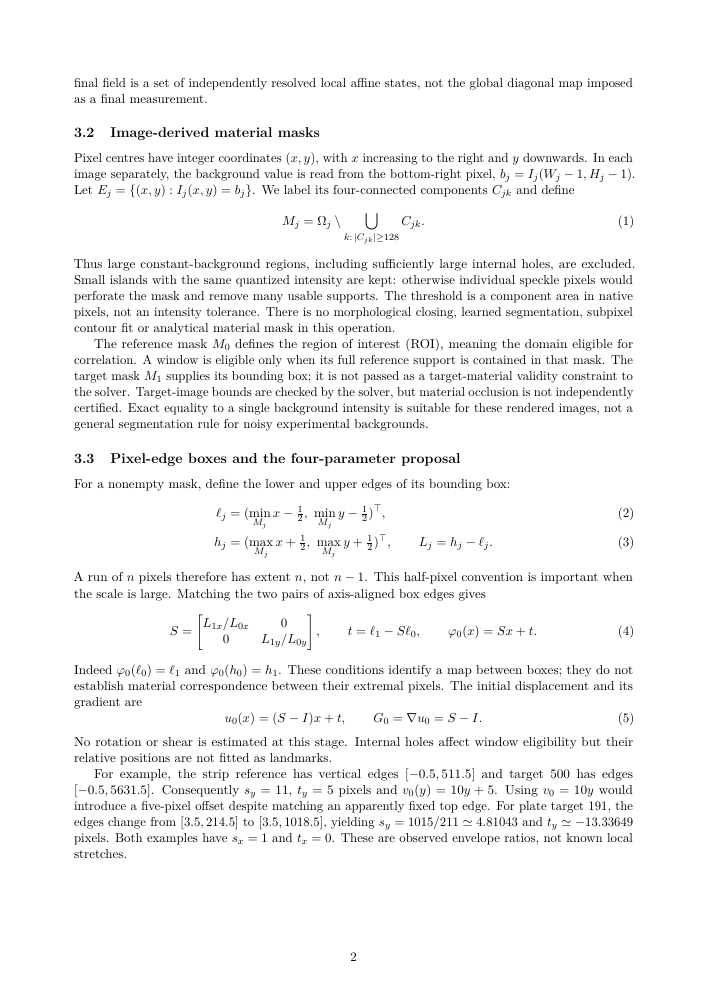 final field is a set of independently resolved local affine states, not the global diagonal map imposed
as a final measurement.
3.2 Image-derived material masks
Pixel centres have integer coordinates (x, y), with x increasing to the right and y downwards. In each
image separately, the background value is read from the bottom-right pixel, b_j = I_j(W_j − 1, H_j − 1).
Let E_j = {(x, y) : I_j(x, y) = b_j}. We label its four-connected components C_{jk} and define
M_j = Ω_j \ ⋃_{k: |C_{jk}|≥128} C_{jk}. (1)
Thus large constant-background regions, including sufficiently large internal holes, are excluded.
Small islands with the same quantized intensity are kept: otherwise individual speckle pixels would
perforate the mask and remove many usable supports. The threshold is a component area in native
pixels, not an intensity tolerance. There is no morphological closing, learned segmentation, subpixel
contour fit or analytical material mask in this operation.
The reference mask M_0 defines the region of interest (ROI), meaning the domain eligible for
correlation. A window is eligible only when its full reference support is contained in that mask. The
target mask M_1 supplies its bounding box; it is not passed as a target-material validity constraint to
the solver. Target-image bounds are checked by the solver, but material occlusion is not independently
certified. Exact equality to a single background intensity is suitable for these rendered images, not a
general segmentation rule for noisy experimental backgrounds.
3.3 Pixel-edge boxes and the four-parameter proposal
For a nonempty mask, define the lower and upper edges of its bounding box:
ℓ_j = (min_{M_j} x − 1/2, min_{M_j} y − 1/2)^⊤, (2)
h_j = (max_{M_j} x + 1/2, max_{M_j} y + 1/2)^⊤, L_j = h_j − ℓ_j. (3)
A run of n pixels therefore has extent n, not n − 1. This half-pixel convention is important when
the scale is large. Matching the two pairs of axis-aligned box edges gives
S = [L_{1x}/L_{0x} 0; 0 L_{1y}/L_{0y}], t = ℓ_1 − Sℓ_0, φ_0(x) = Sx + t. (4)
Indeed φ_0(ℓ_0) = ℓ_1 and φ_0(h_0) = h_1. These conditions identify a map between boxes; they do not
establish material correspondence between their extremal pixels. The initial displacement and its
gradient are
u_0(x) = (S − I)x + t, G_0 = ∇u_0 = S − I. (5)
No rotation or shear is estimated at this stage. Internal holes affect window eligibility but their
relative positions are not fitted as landmarks.
For example, the strip reference has vertical edges [−0.5, 511.5] and target 500 has edges
[−0.5, 5631.5]. Consequently s_y = 11, t_y = 5 pixels and v_0(y) = 10y + 5. Using v_0 = 10y would
introduce a five-pixel offset despite matching an apparently fixed top edge. For plate target 191, the
edges change from [3.5, 214.5] to [3.5, 1018.5], yielding s_y = 1015/211 ≃ 4.81043 and t_y ≃ −13.33649
pixels. Both examples have s_x = 1 and t_x = 0. These are observed envelope ratios, not known local
stretches.
2